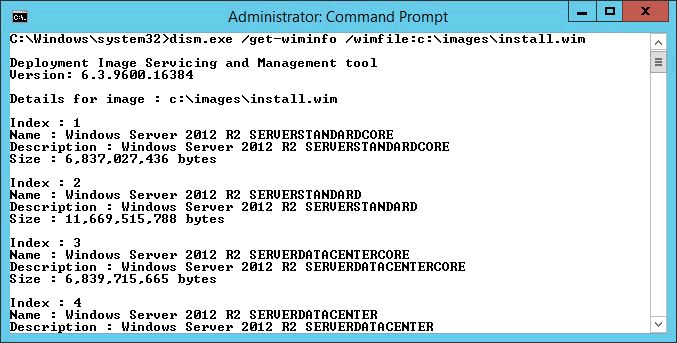 Administrator: Command Prompt
C:\Windows\system32>dism.exe /get-wiminfo /wimfile:c:\images\install.wim
Deployment Image Servicing and Management tool
Version: 6.3.9600.16384
Details for image : c:\images\install.wim
Index : 1
Name : Windows Server 2012 R2 SERVERSTANDARDCORE
Description : Windows Server 2012 R2 SERVERSTANDARDCORE
Size : 6,837,027,436 bytes
Index : 2
Name : Windows Server 2012 R2 SERVERSTANDARD
Description : Windows Server 2012 R2 SERVERSTANDARD
Size : 11,669,515,788 bytes
Index : 3
Name : Windows Server 2012 R2 SERVERDATACENTERCORE
Description : Windows Server 2012 R2 SERVERDATACENTERCORE
Size : 6,839,715,665 bytes
Index : 4
Name : Windows Server 2012 R2 SERVERDATACENTER
Description : Windows Server 2012 R2 SERVERDATACENTER